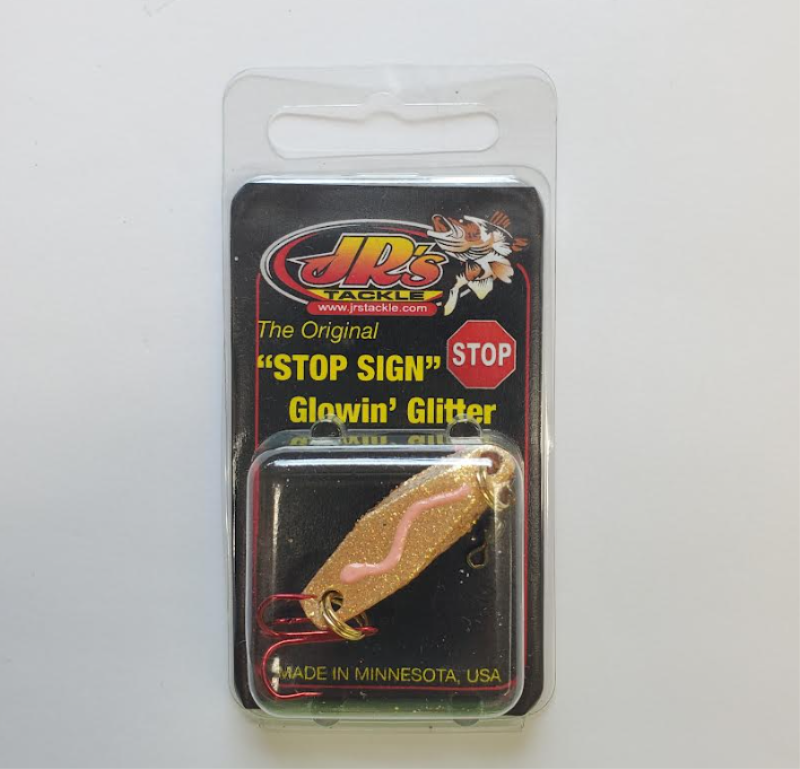 JR's
TACKLE
www.jrstackle.com
The Original
"STOP SIGN"
STOP
Glowin' Glitter
MADE IN MINNESOTA, USA